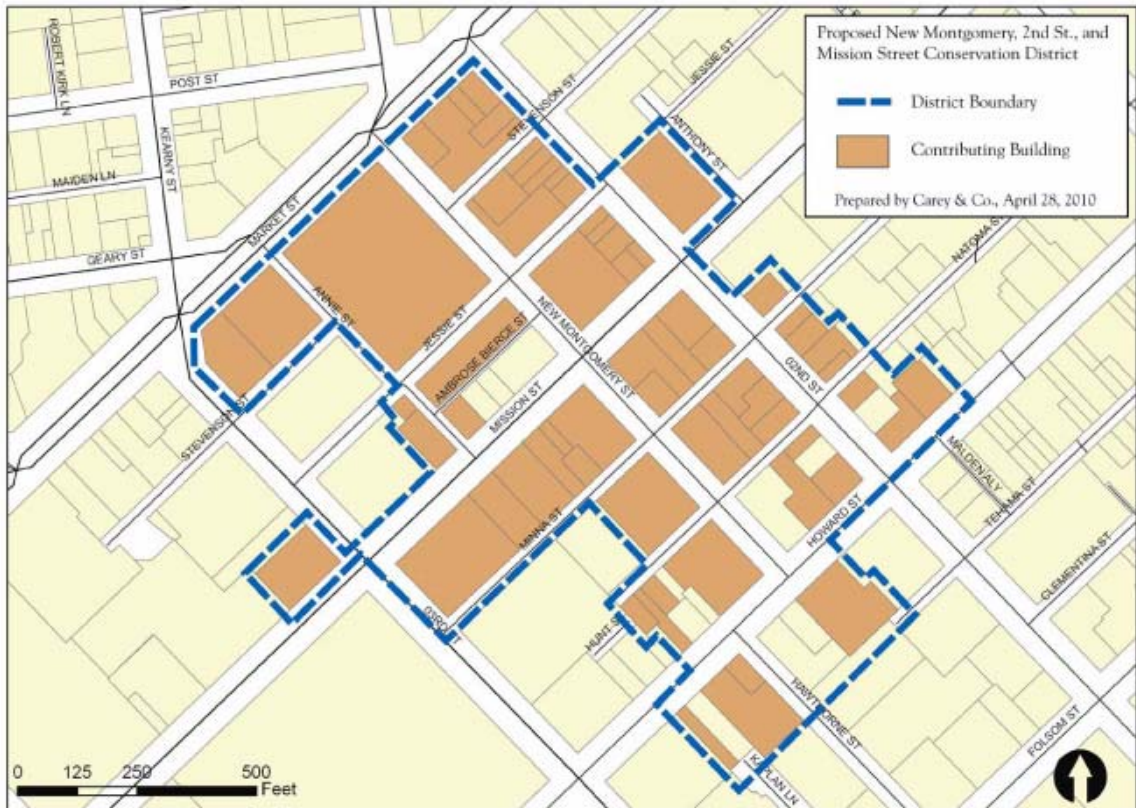 Proposed New Montgomery, 2nd St., and
Mission Street Conservation District
District Boundary
Contributing Building
Prepared by Carey & Co., April 28, 2010
ROBERT KIRK LN
POST ST
KEARNY ST
MAIDEN LN
GEARY ST
MARKET ST
STEVENSON ST
JESSIE ST
ANTHONY ST
NATOMA ST
ANNIE ST
JESSIE ST
AMBROSE BIERCE ST
NEW MONTGOMERY ST
MISSION ST
02ND ST
STEVENSON ST
MINNA ST
HOWARD ST
MALDEN ALY
TEHAMA ST
CLEMENTINA ST
03RD ST
HUNT ST
HAWTHORNE ST
KAPLAN LN
FOLSOM ST
0 125 250 500
Feet